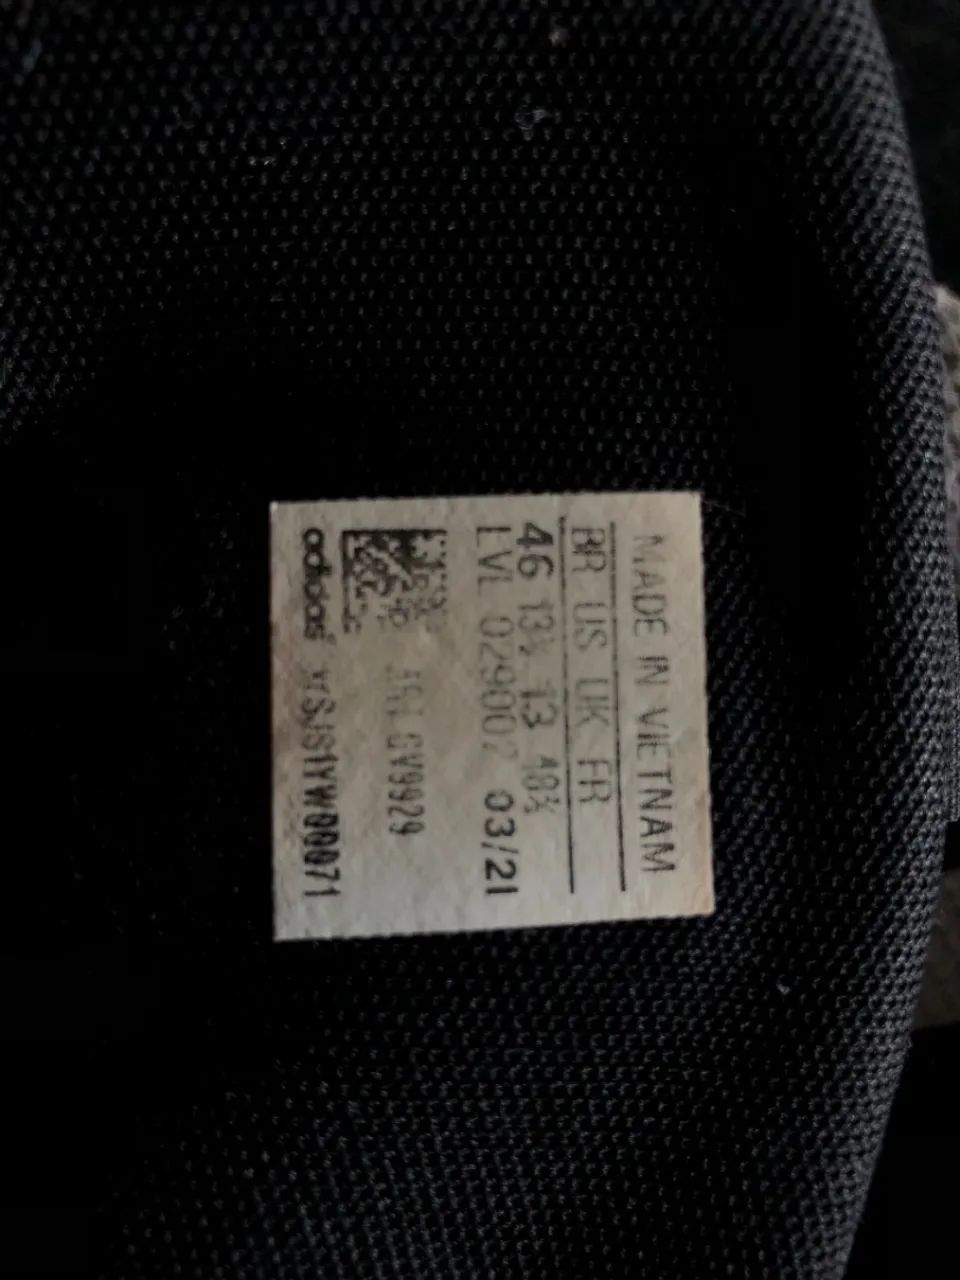 MADE IN VIETNAM
BR US UK FR
46 13½ 13 48⅔
LVL 029002 03/21
ART GV9929
adidas